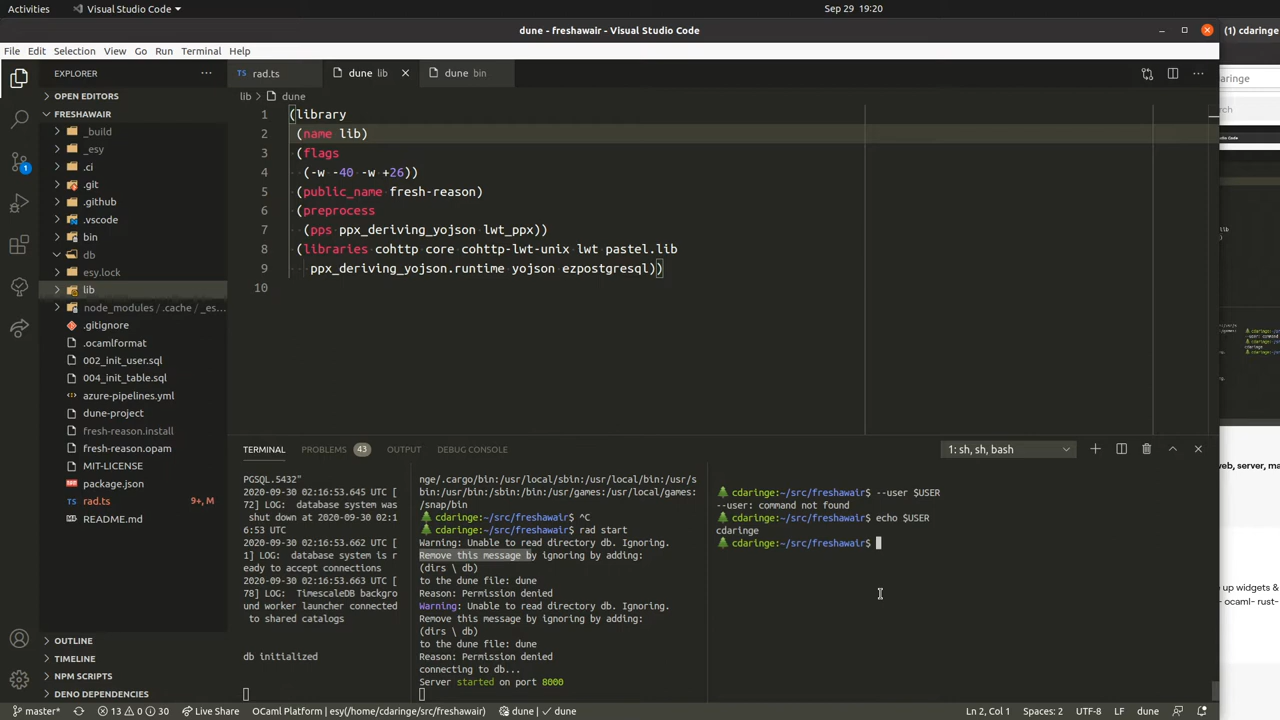 Activities
Visual Studio Code
Sep 29 19:20
dune - freshawair - Visual Studio Code
(1) cdaringe
File Edit Selection View Go Run Terminal Help
daringe
EXPLORER
rad.ts
dune lib
dune bin
OPEN EDITORS
lib > dune
FRESHAWAIR
_build
_esy
.ci
.git
.github
.vscode
bin
db
esy.lock
lib
node_modules / .cache / _es...
.gitignore
.ocamlformat
002_init_user.sql
004_init_table.sql
azure-pipelines.yml
dune-project
fresh-reason.install
fresh-reason.opam
MIT-LICENSE
package.json
rad.ts 9+, M
README.md
OUTLINE
TIMELINE
NPM SCRIPTS
DENO DEPENDENCIES
1 (library
2 (name lib)
3 (flags
4 (-w -40 -w +26))
5 (public_name fresh-reason)
6 (preprocess
7 (pps ppx_deriving_yojson lwt_ppx))
8 (libraries cohttp core cohttp-lwt-unix lwt pastel.lib
9 ppx_deriving_yojson.runtime yojson ezpostgresql))
10
TERMINAL
PROBLEMS 43
OUTPUT
DEBUG CONSOLE
1: sh, sh, bash
PGSQL.5432"
2020-09-30 02:16:53.645 UTC [
72] LOG:  database system was
shut down at 2020-09-30 02:1
6:53 UTC
2020-09-30 02:16:53.662 UTC [
1] LOG:  database system is r
eady to accept connections
2020-09-30 02:16:53.663 UTC [
78] LOG:  TimescaleDB backgro
und worker launcher connected
to shared catalogs
db initialized
nge/.cargo/bin:/usr/local/sbin:/usr/local/bin:/usr/s
bin:/usr/bin:/sbin:/bin:/usr/games:/usr/local/games:
/snap/bin
cdaringe:~/src/freshawair$ ^C
cdaringe:~/src/freshawair$ rad start
Warning: Unable to read directory db. Ignoring.
Remove this message by ignoring by adding:
(dirs \ db)
to the dune file: dune
Reason: Permission denied
Warning: Unable to read directory db. Ignoring.
Remove this message by ignoring by adding:
(dirs \ db)
to the dune file: dune
Reason: Permission denied
connecting to db...
Server started on port 8000
cdaringe:~/src/freshawair$ --user $USER
--user: command not found
cdaringe:~/src/freshawair$ echo $USER
cdaringe
cdaringe:~/src/freshawair$
web, server, ma
e up widgets &
- ocaml- rust-
master*
13 0 30
Live Share
OCaml Platform | esy(/home/cdaringe/src/freshawair)
dune | ✓ dune
Ln 2, Col 1
Spaces: 2
UTF-8
LF
dune